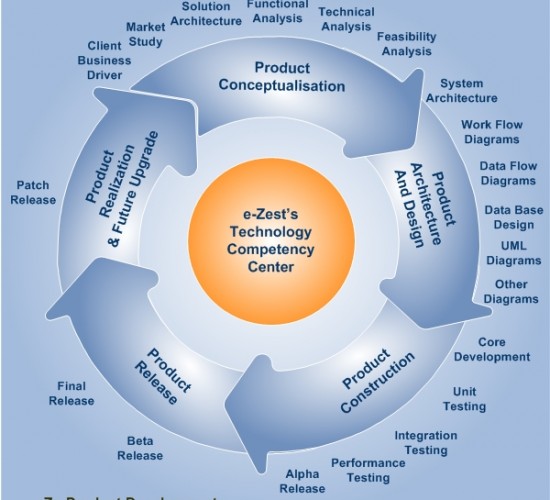 Solution
Architecture
Functional
Analysis
Technical
Analysis
Feasibility
Analysis
Market
Study
Client
Business
Driver
System
Architecture
Work Flow
Diagrams
Data Flow
Diagrams
Data Base
Design
UML
Diagrams
Other
Diagrams
Core
Development
Unit
Testing
Integration
Testing
Performance
Testing
Alpha
Release
Beta
Release
Final
Release
Patch
Release
Product
Conceptualisation
Product
Architecture
And Design
Product
Construction
Product
Release
Product
Realization
& Future Upgrade
e-Zest's
Technology
Competency
Center